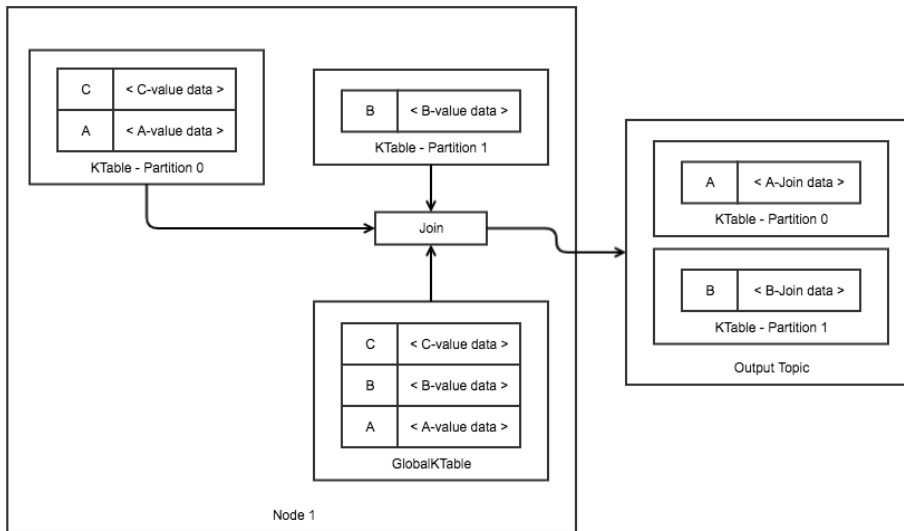 C < C-value data >
A < A-value data >
KTable - Partition 0
B < B-value data >
KTable - Partition 1
Join
C < C-value data >
B < B-value data >
A < A-value data >
GlobalKTable
Node 1
A < A-Join data >
KTable - Partition 0
B < B-Join data >
KTable - Partition 1
Output Topic